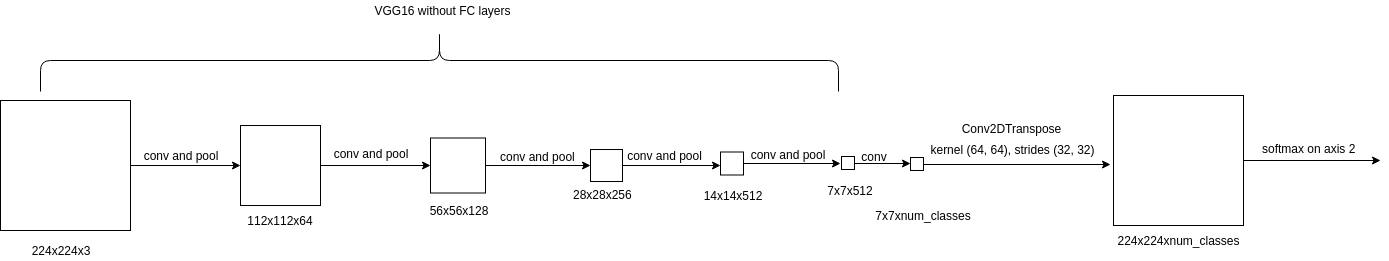 VGG16 without FC layers
conv and pool
conv and pool
conv and pool
conv and pool
conv and pool
conv
Conv2DTranspose
kernel (64, 64), strides (32, 32)
softmax on axis 2
224x224x3
112x112x64
56x56x128
28x28x256
14x14x512
7x7x512
7x7xnum_classes
224x224xnum_classes